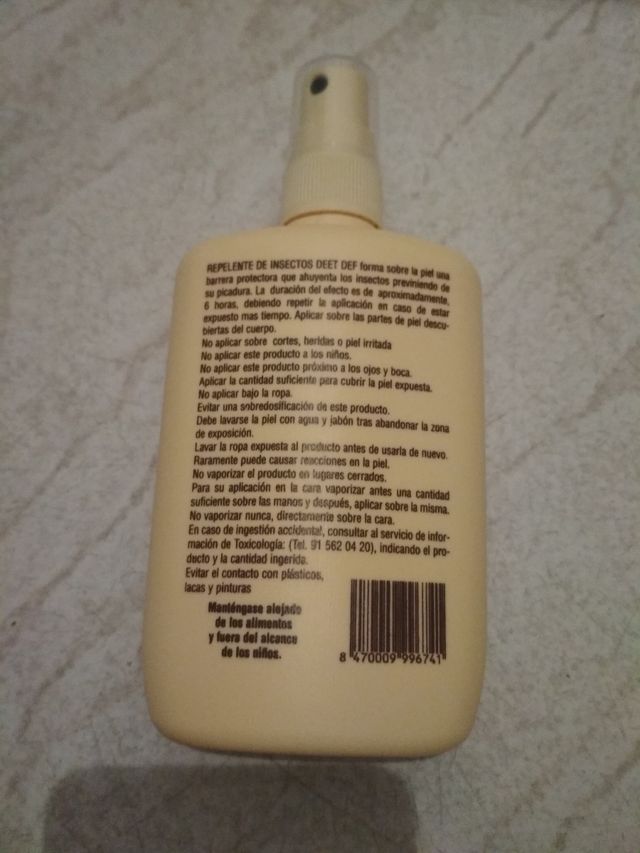 REPELENTE DE INSECTOS DEET DEF forma sobre la piel una
barrera protectora que ahuyenta los insectos previniendo de
su picadura. La duración del efecto es de aproximadamente,
6 horas, debiendo repetir la aplicación en caso de estar
expuesto mas tiempo. Aplicar sobre las partes de piel descu-
biertas del cuerpo.
No aplicar sobre cortes, heridas o piel irritada
No aplicar este producto a los niños.
No aplicar este producto próximo a los ojos y boca.
Aplicar la cantidad suficiente para cubrir la piel expuesta.
No aplicar bajo la ropa.
Evitar una sobredosificación de este producto.
Debe lavarse la piel con agua y jabón tras abandonar la zona
de exposición.
Lavar la ropa expuesta al producto antes de usarla de nuevo.
Raramente puede causar reacciones en la piel.
No vaporizar el producto en lugares cerrados.
Para su aplicación en la cara vaporizar antes una cantidad
suficiente sobre las manos y después, aplicar sobre la misma.
No vaporizar nunca, directamente sobre la cara.
En caso de ingestión accidental, consultar al servicio de infor-
mación de Toxicología: (Tel. 91 562 04 20), indicando el pro-
ducto y la cantidad ingerida.
Evitar el contacto con plásticos,
lacas y pinturas
Manténgase alejado
de los alimentos
y fuera del alcance
de los niños.
8 470009 996741